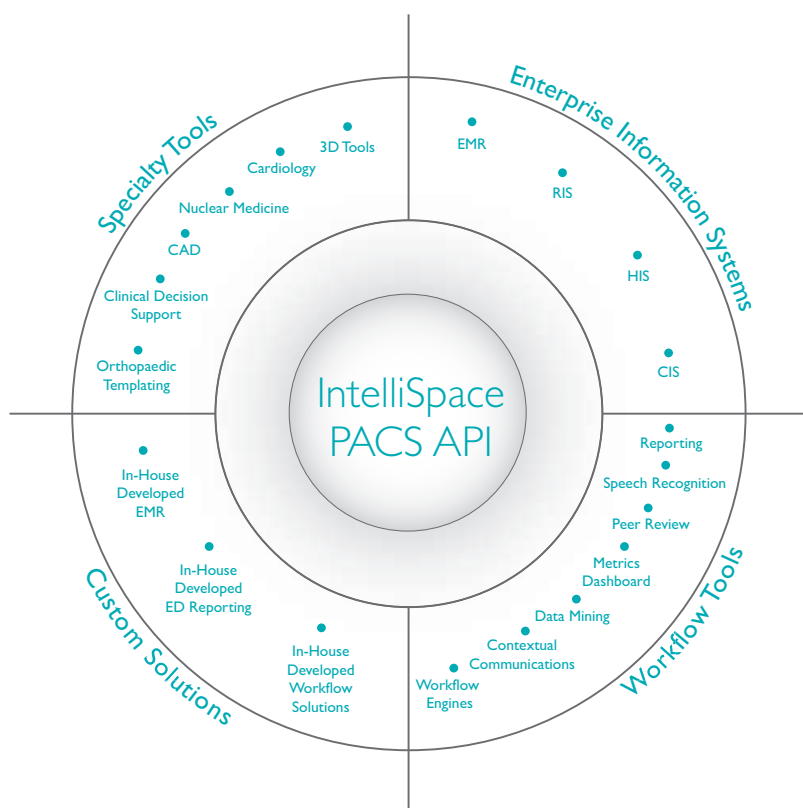 Specialty Tools
3D Tools
Cardiology
Nuclear Medicine
CAD
Clinical Decision
Support
Orthopaedic
Templating
Enterprise Information Systems
EMR
RIS
HIS
CIS
IntelliSpace
PACS API
Custom Solutions
In-House
Developed
EMR
In-House
Developed
ED Reporting
In-House
Developed
Workflow
Solutions
Workflow Tools
Reporting
Speech Recognition
Peer Review
Metrics
Dashboard
Data Mining
Contextual
Communications
Workflow
Engines